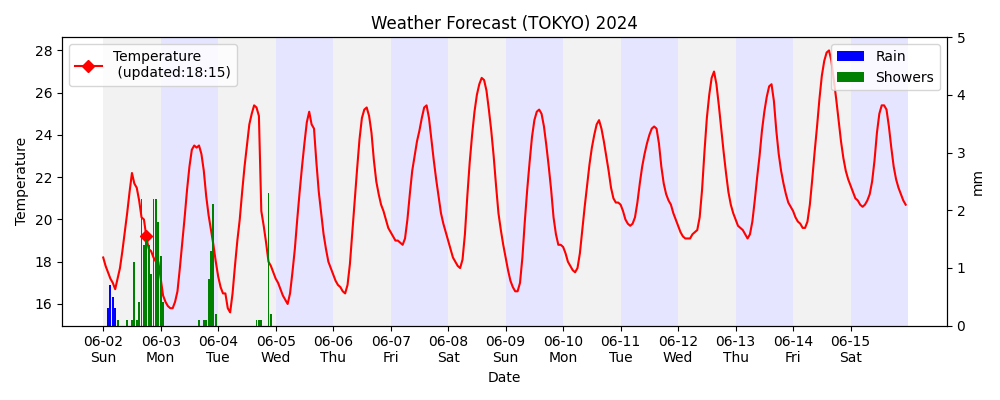 Weather Forecast (TOKYO) 2024
Temperature
(updated:18:15)
Rain
Showers
Temperature
28
26
24
22
20
18
16
5
4
3
2
1
0
mm
06-02 06-03 06-04 06-05 06-06 06-07 06-08 06-09 06-10 06-11 06-12 06-13 06-14 06-15
Sun Mon Tue Wed Thu Fri Sat Sun Mon Tue Wed Thu Fri Sat
Date